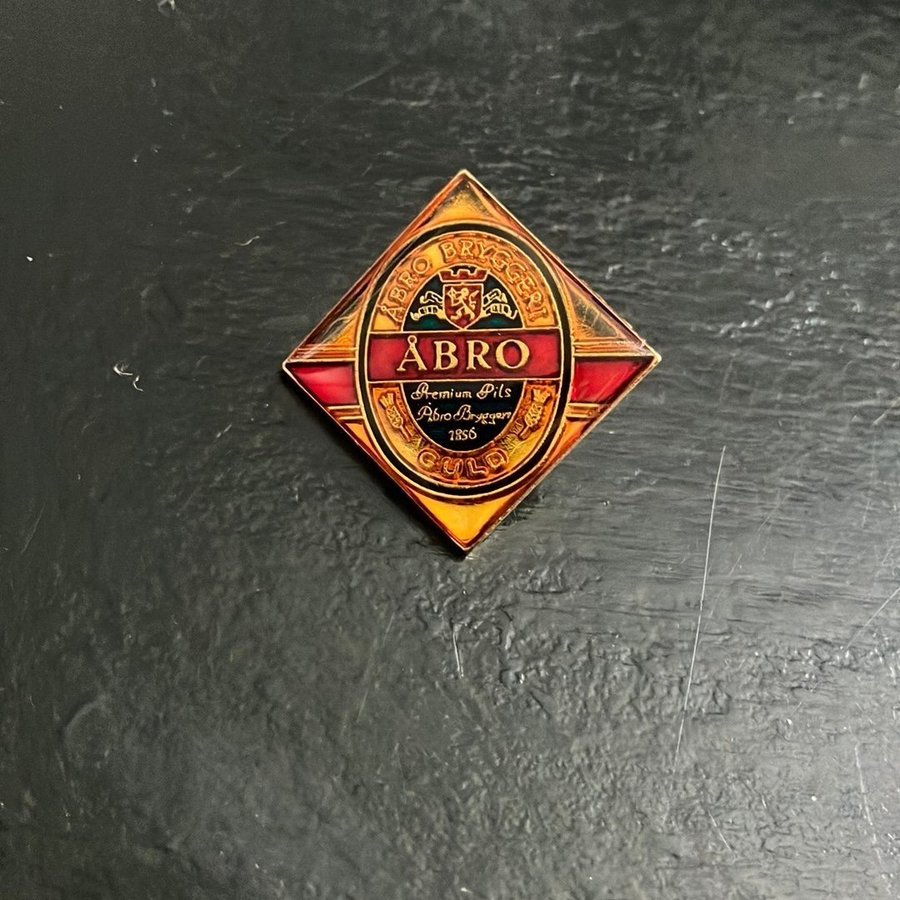 ÅBRO BRYGGERI
ÅBRO
Premium Pils
Åbro Bryggeri
1856
GULD